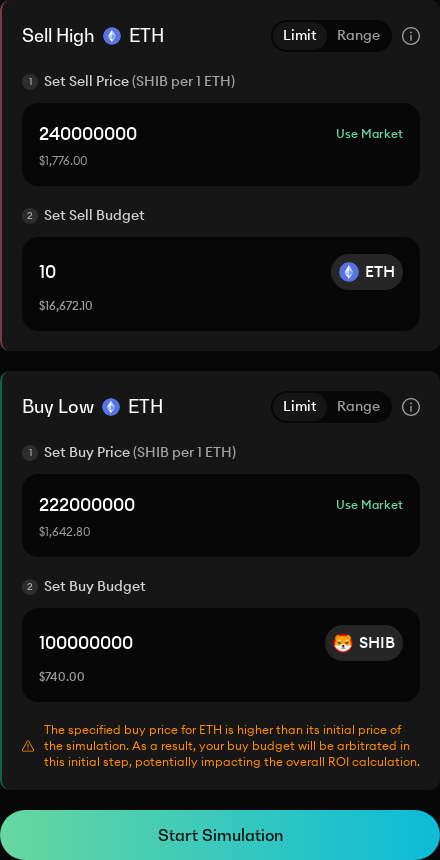 Sell High ETH Limit Range
1 Set Sell Price (SHIB per 1 ETH)
240000000 Use Market
$1,776.00
2 Set Sell Budget
10 ETH
$16,672.10
Buy Low ETH Limit Range
1 Set Buy Price (SHIB per 1 ETH)
222000000 Use Market
$1,642.80
2 Set Buy Budget
100000000 SHIB
$740.00
The specified buy price for ETH is higher than its initial price of
the simulation. As a result, your buy budget will be arbitrated in
this initial step, potentially impacting the overall ROI calculation.
Start Simulation